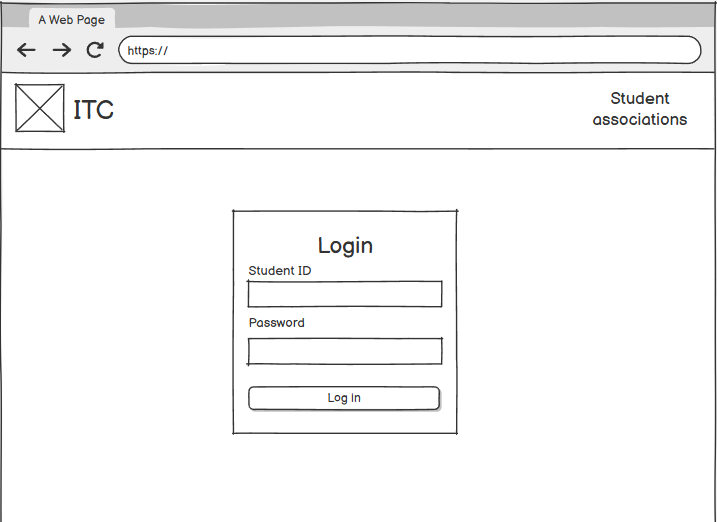 A Web Page
https://
ITC
Student
associations
Login
Student ID
Password
Log in